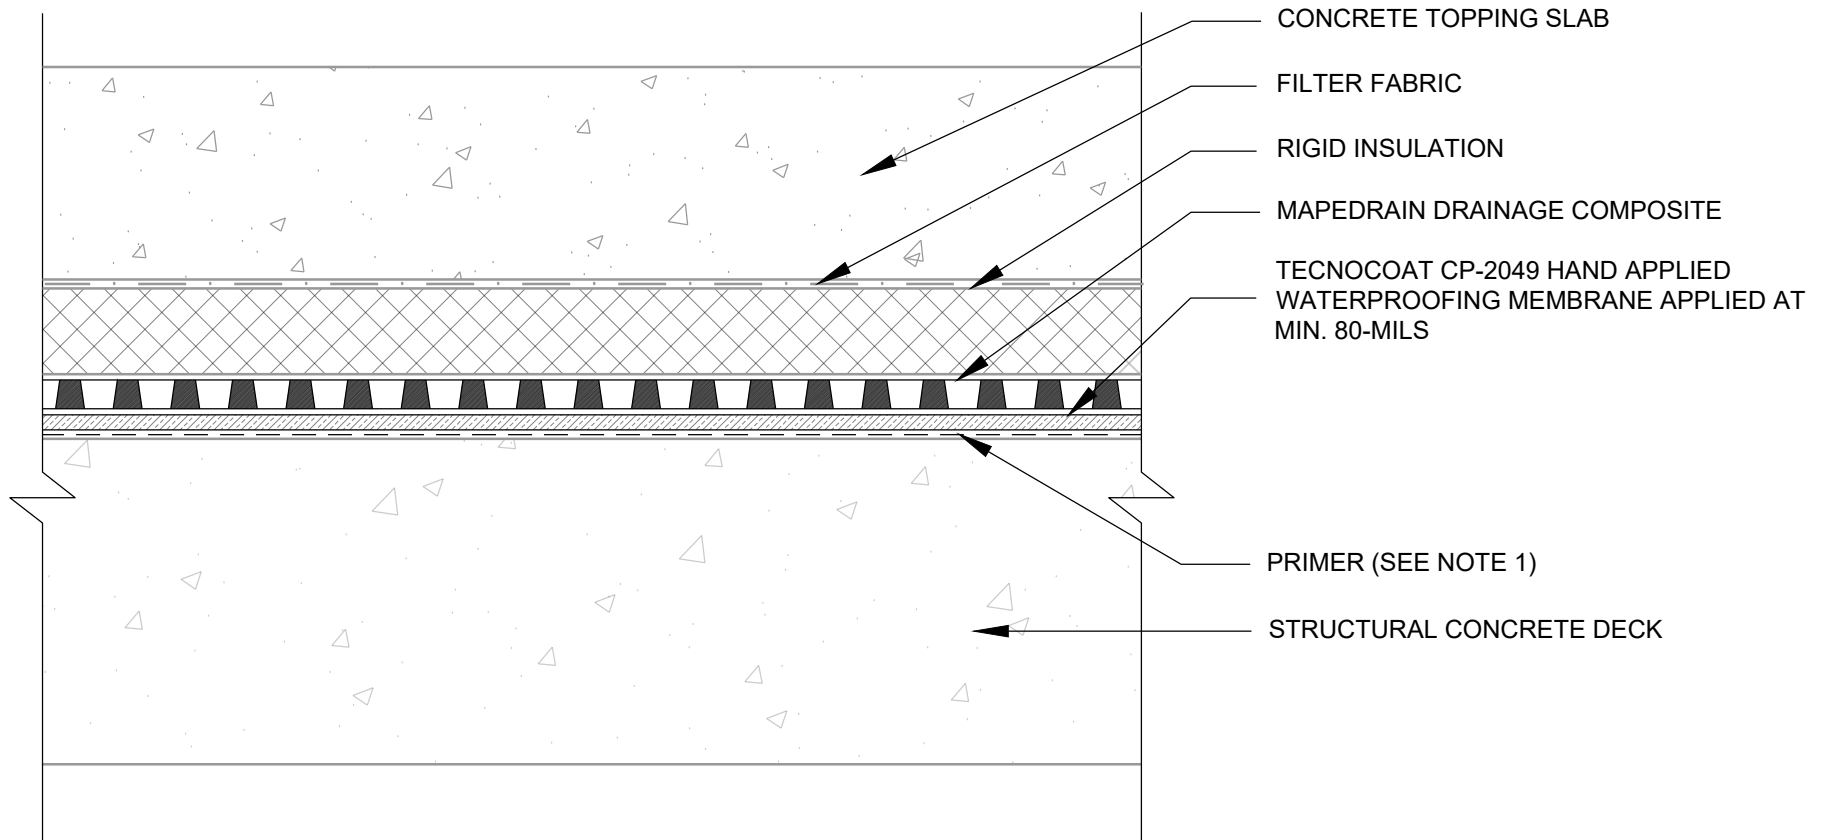 CONCRETE TOPPING SLAB
FILTER FABRIC
RIGID INSULATION
MAPEDRAIN DRAINAGE COMPOSITE
TECNOCOAT CP-2049 HAND APPLIED
WATERPROOFING MEMBRANE APPLIED AT
MIN. 80-MILS
PRIMER (SEE NOTE 1)
STRUCTURAL CONCRETE DECK